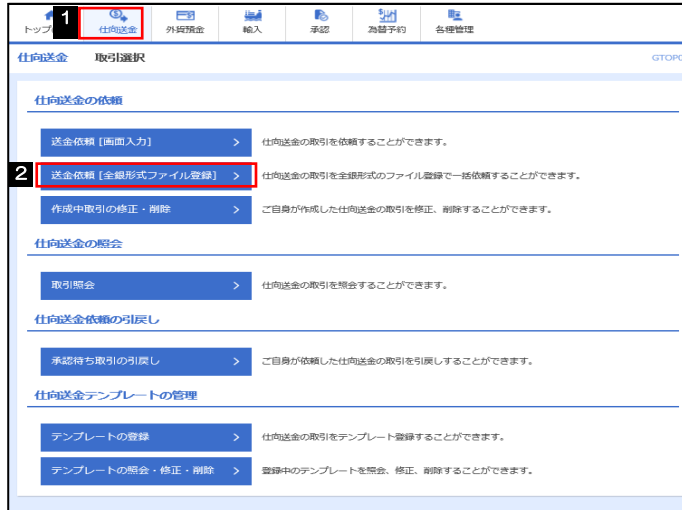 1
トップ
仕向送金
外貨預金
輸入
承認
為替予約
各種管理
仕向送金 取引選択
GTOPC
仕向送金の依頼
送金依頼 [画面入力] > 仕向送金の取引を依頼することができます。
2 送金依頼 [全銀形式ファイル登録] > 仕向送金の取引を全銀形式のファイル登録で一括依頼することができます。
作成中取引の修正・削除 > ご自身が作成した仕向送金の取引を修正、削除することができます。
仕向送金の照会
取引照会 > 仕向送金の取引を照会することができます。
仕向送金依頼の引戻し
承認待ち取引の引戻し > ご自身が依頼した仕向送金の取引を引戻しすることができます。
仕向送金テンプレートの管理
テンプレートの登録 > 仕向送金の取引をテンプレート登録することができます。
テンプレートの照会・修正・削除 > 登録中のテンプレートを照会、修正、削除することができます。